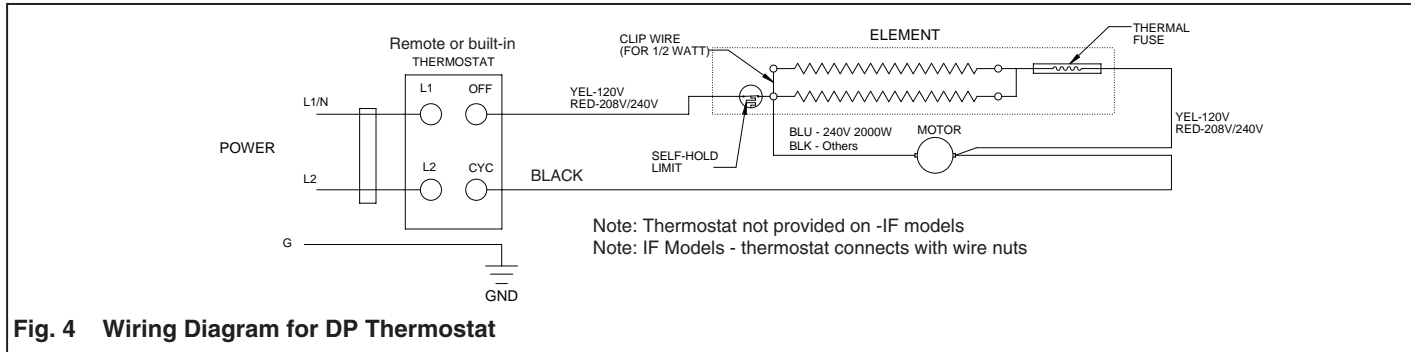 Remote or built-in
THERMOSTAT
L1
OFF
L2
CYC
L1/N
POWER
L2
G
GND
YEL-120V
RED-208V/240V
BLACK
CLIP WIRE
(FOR 1/2 WATT)
ELEMENT
THERMAL
FUSE
SELF-HOLD
LIMIT
BLU - 240V 2000W
BLK - Others
MOTOR
YEL-120V
RED-208V/240V
Note: Thermostat not provided on -IF models
Note: IF Models - thermostat connects with wire nuts
Fig. 4 Wiring Diagram for DP Thermostat